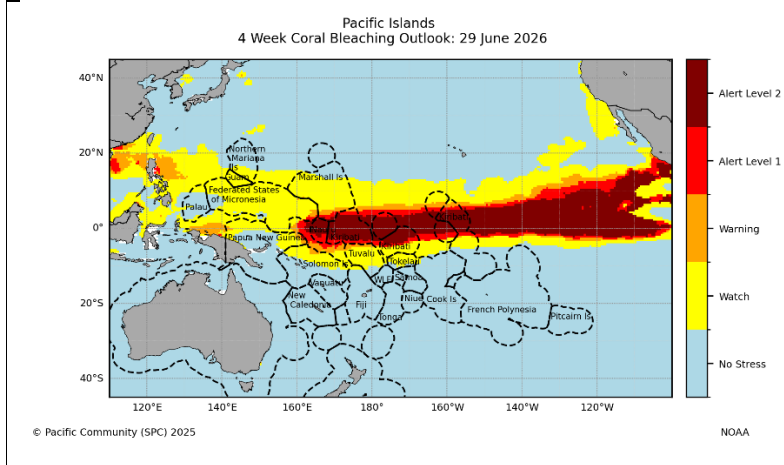 Pacific Islands
4 Week Coral Bleaching Outlook: 29 June 2026
40°N
20°N
0°
20°S
40°S
120°E
140°E
160°E
180°
160°W
140°W
120°W
Northern
Mariana
Is
Guam
Marshall Is
Federated States
of Micronesia
Palau
Papua New Guinea
Nauru
Kiribati
Kiribati
Kiribati
Tuvalu
Tokelau
Solomon Is
Vanuatu
W
Samoa
New
Caledonia
Fiji
Niue
Cook Is
Tonga
French Polynesia
Pitcairn Is
Alert Level 2
Alert Level 1
Warning
Watch
No Stress
© Pacific Community (SPC) 2025
NOAA